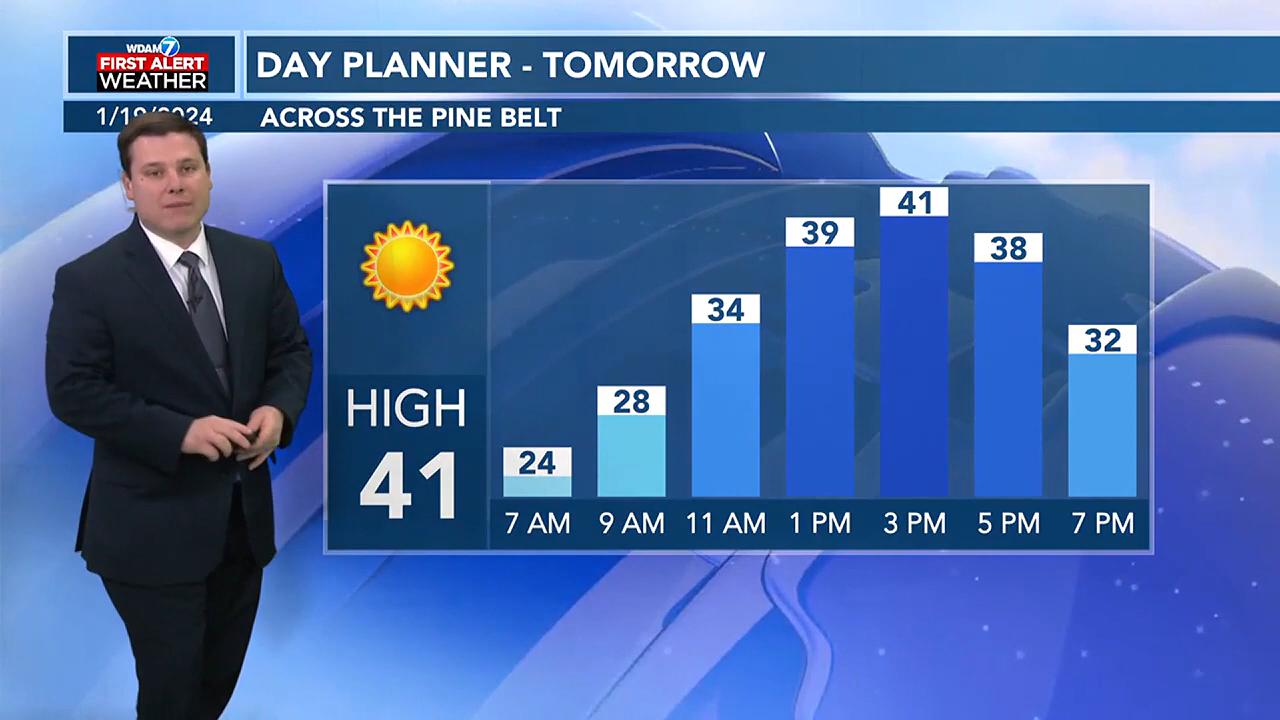 WDAM 7
FIRST ALERT
WEATHER
DAY PLANNER - TOMORROW
ACROSS THE PINE BELT
HIGH
41
24 28 34 39 41 38 32
7 AM 9 AM 11 AM 1 PM 3 PM 5 PM 7 PM